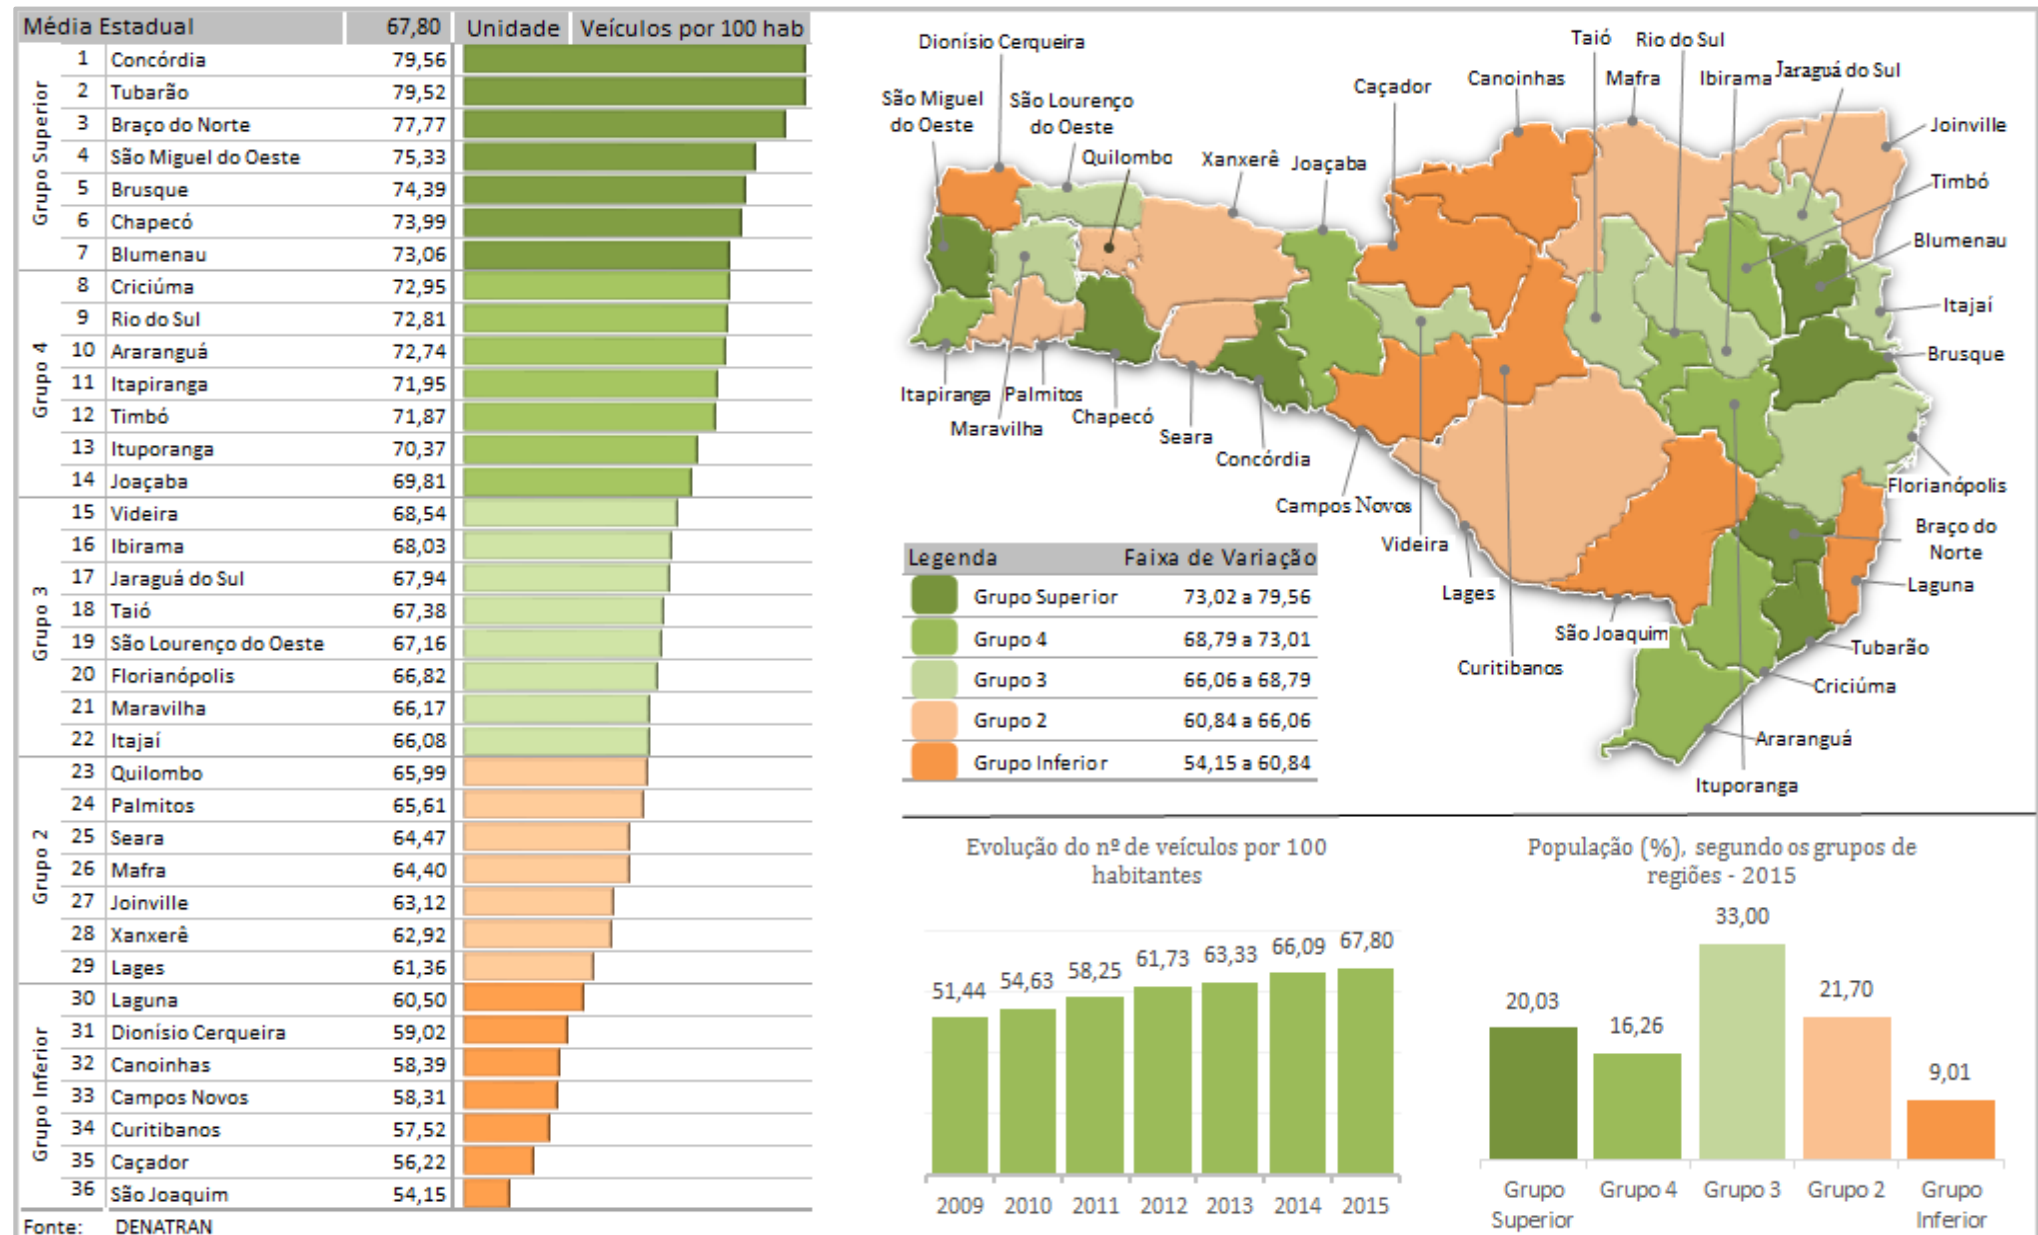 Média Estadual 67,80 Unidade Veículos por 100 hab
Grupo Superior
1 Concórdia 79,56
2 Tubarão 79,52
3 Braço do Norte 77,77
4 São Miguel do Oeste 75,33
5 Brusque 74,39
6 Chapecó 73,99
7 Blumenau 73,06
Grupo 4
8 Criciúma 72,95
9 Rio do Sul 72,81
10 Araranguá 72,74
11 Itapiranga 71,95
12 Timbó 71,87
13 Ituporanga 70,37
14 Joaçaba 69,81
Grupo 3
15 Videira 68,54
16 Ibirama 68,03
17 Jaraguá do Sul 67,94
18 Taió 67,38
19 São Lourenço do Oeste 67,16
20 Florianópolis 66,82
21 Maravilha 66,17
22 Itajaí 66,08
Grupo 2
23 Quilombo 65,99
24 Palmitos 65,61
25 Seara 64,47
26 Mafra 64,40
27 Joinville 63,12
28 Xanxerê 62,92
29 Lages 61,36
Grupo Inferior
30 Laguna 60,50
31 Dionísio Cerqueira 59,02
32 Canoinhas 58,39
33 Campos Novos 58,31
34 Curitibanos 57,52
35 Caçador 56,22
36 São Joaquim 54,15
Fonte: DENATRAN
Dionísio Cerqueira
São Miguel
do Oeste
São Lourenço
do Oeste
Quilombo
Xanxerê
Joaçaba
Caçador
Canoinhas
Taió
Mafra
Rio do Sul
Ibirama
Jaraguá do Sul
Joinville
Timbó
Blumenau
Itajaí
Brusque
Florianópolis
Braço do
Norte
Laguna
Tubarão
Criciúma
Araranguá
Ituporanga
Itapiranga
Palmitos
Maravilha
Chapecó
Seara
Concórdia
Campos Novos
Videira
Lages
São Joaquim
Curitibanos
Legenda Faixa de Variação
Grupo Superior 73,02 a 79,56
Grupo 4 68,79 a 73,01
Grupo 3 66,06 a 68,79
Grupo 2 60,84 a 66,06
Grupo Inferior 54,15 a 60,84
Evolução do nº de veículos por 100
habitantes
51,44 54,63 58,25 61,73 63,33 66,09 67,80
2009 2010 2011 2012 2013 2014 2015
População (%), segundo os grupos de
regiões - 2015
20,03 16,26 33,00 21,70 9,01
Grupo Superior Grupo 4 Grupo 3 Grupo 2 Grupo Inferior